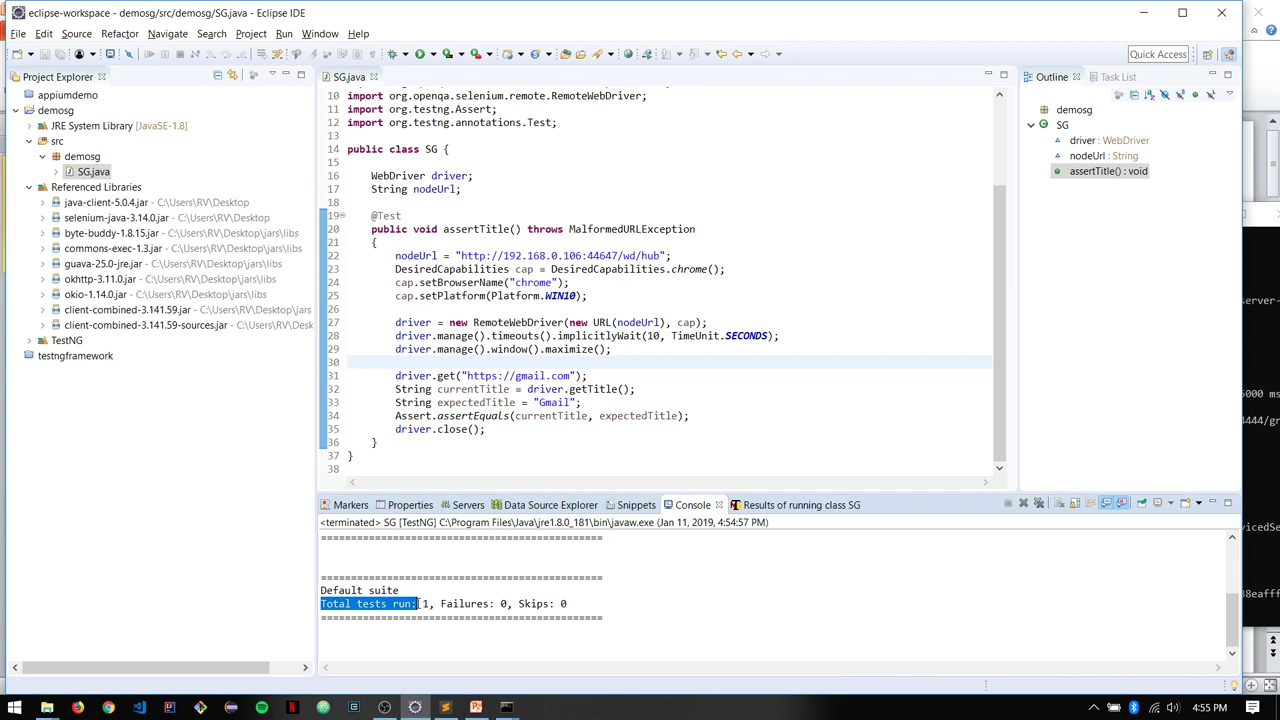 eclipse-workspace - demosg/src/demosg/SG.java - Eclipse IDE
File Edit Source Refactor Navigate Search Project Run Window Help
Quick Access
Project Explorer
appiumdemo
demosg
JRE System Library [JavaSE-1.8]
src
demosg
SG.java
Referenced Libraries
java-client-5.0.4.jar - C:\Users\RV\Desktop
selenium-java-3.14.0.jar - C:\Users\RV\Desktop
byte-buddy-1.8.15.jar - C:\Users\RV\Desktop
commons-exec-1.3.jar - C:\Users\RV\Desktop\jars\libs
guava-25.0-jre.jar - C:\Users\RV\Desktop\jars\libs
okhttp-3.11.0.jar - C:\Users\RV\Desktop\jars\libs
okio-1.14.0.jar - C:\Users\RV\Desktop\jars\libs
client-combined-3.141.59.jar - C:\Users\RV\Desktop\jars
client-combined-3.141.59-sources.jar - C:\Users\RV\Desk
TestNG
testngframework
SG.java
10 import org.openqa.selenium.remote.RemoteWebDriver;
11 import org.testng.Assert;
12 import org.testng.annotations.Test;
13
14 public class SG {
15
16 WebDriver driver;
17 String nodeUrl;
18
19 @Test
20 public void assertTitle() throws MalformedURLException
21 {
22 nodeUrl = "http://192.168.0.106:44647/wd/hub";
23 DesiredCapabilities cap = DesiredCapabilities.chrome();
24 cap.setBrowserName("chrome");
25 cap.setPlatform(Platform.WIN10);
26
27 driver = new RemoteWebDriver(new URL(nodeUrl), cap);
28 driver.manage().timeouts().implicitlyWait(10, TimeUnit.SECONDS);
29 driver.manage().window().maximize();
30
31 driver.get("https://gmail.com");
32 String currentTitle = driver.getTitle();
33 String expectedTitle = "Gmail";
34 Assert.assertEquals(currentTitle, expectedTitle);
35 driver.close();
36 }
37 }
38
Outline Task List
demosg
SG
driver : WebDriver
nodeUrl : String
assertTitle() : void
server-
5000 ms
4444/gr
vicedSe
38eafff
Markers Properties Servers Data Source Explorer Snippets Console Results of running class SG
<terminated> SG [TestNG] C:\Program Files\Java\jre1.8.0_181\bin\javaw.exe (Jan 11, 2019, 4:54:57 PM)
===============================================
===============================================
Default suite
Total tests run: 1, Failures: 0, Skips: 0
===============================================
4:55 PM